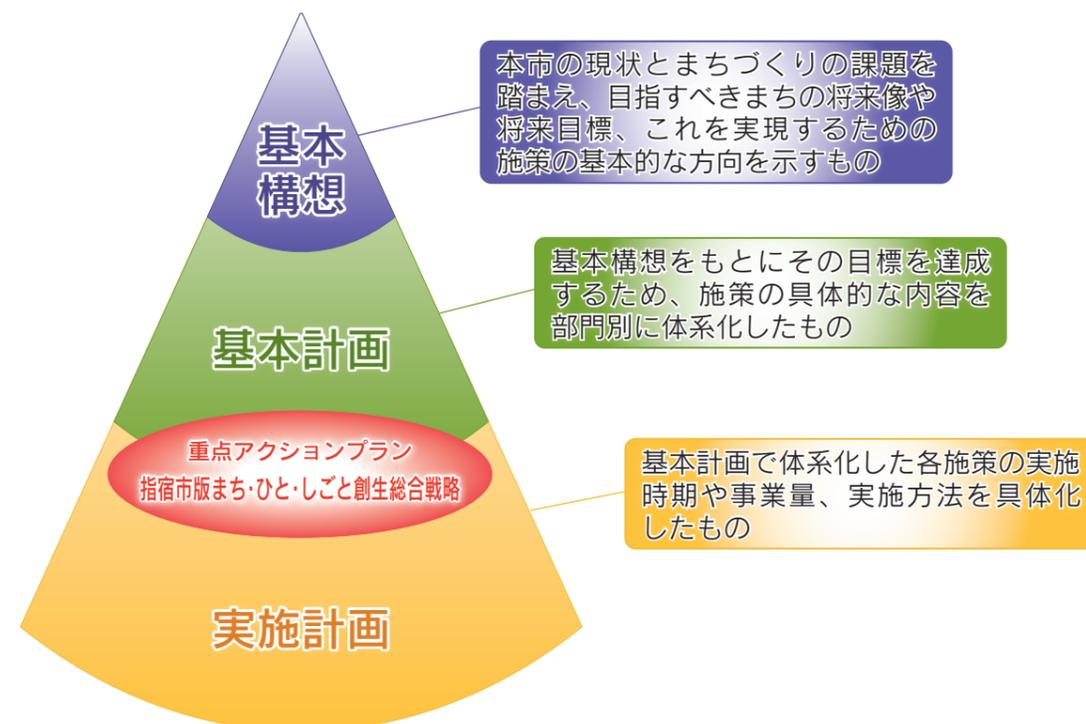 基本
構想
本市の現状とまちづくりの課題を
踏まえ、目指すべきまちの将来像や
将来目標、これを実現するための
施策の基本的な方向を示すもの
基本計画
基本構想をもとにその目標を達成
するため、施策の具体的な内容を
部門別に体系化したもの
重点アクションプラン
指宿市版まち・ひと・しごと創生総合戦略
基本計画で体系化した各施策の実施
時期や事業量、実施方法を具体化
したもの
実施計画